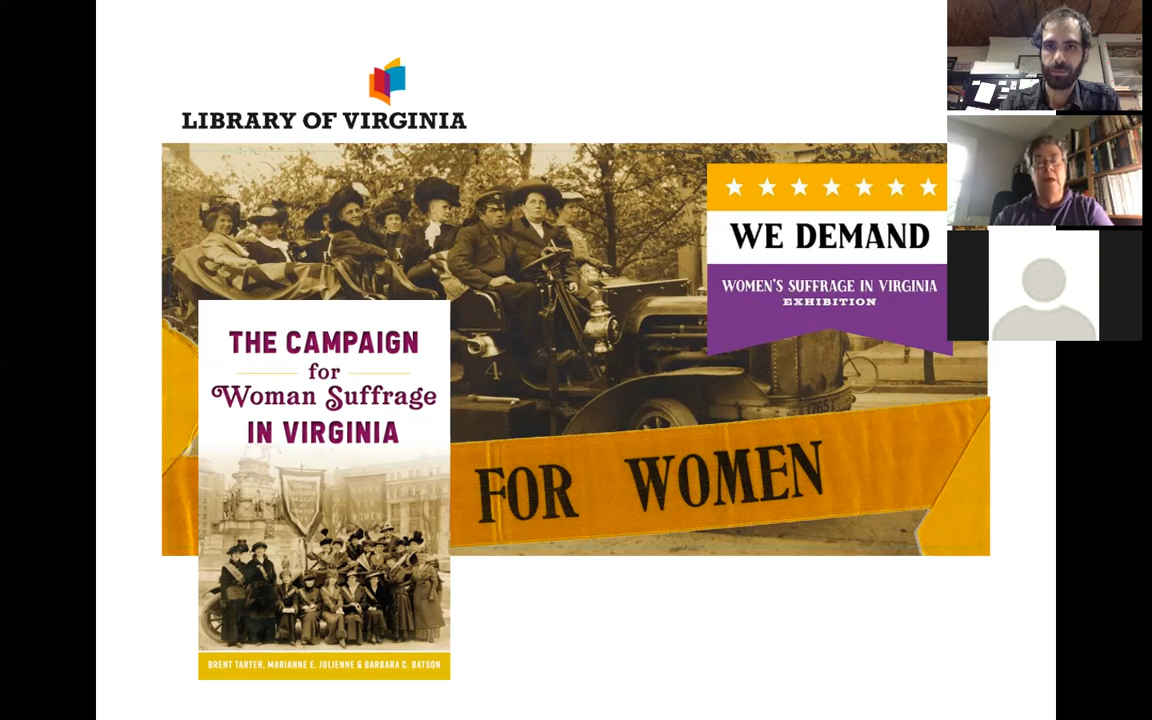 LIBRARY OF VIRGINIA
WE DEMAND
WOMEN'S SUFFRAGE IN VIRGINIA
EXHIBITION
4
THE CAMPAIGN
for
Woman Suffrage
IN VIRGINIA
FOR WOMEN
BRENT TARTER, MARIANNE E. JULIENNE & BARBARA C. BATSON